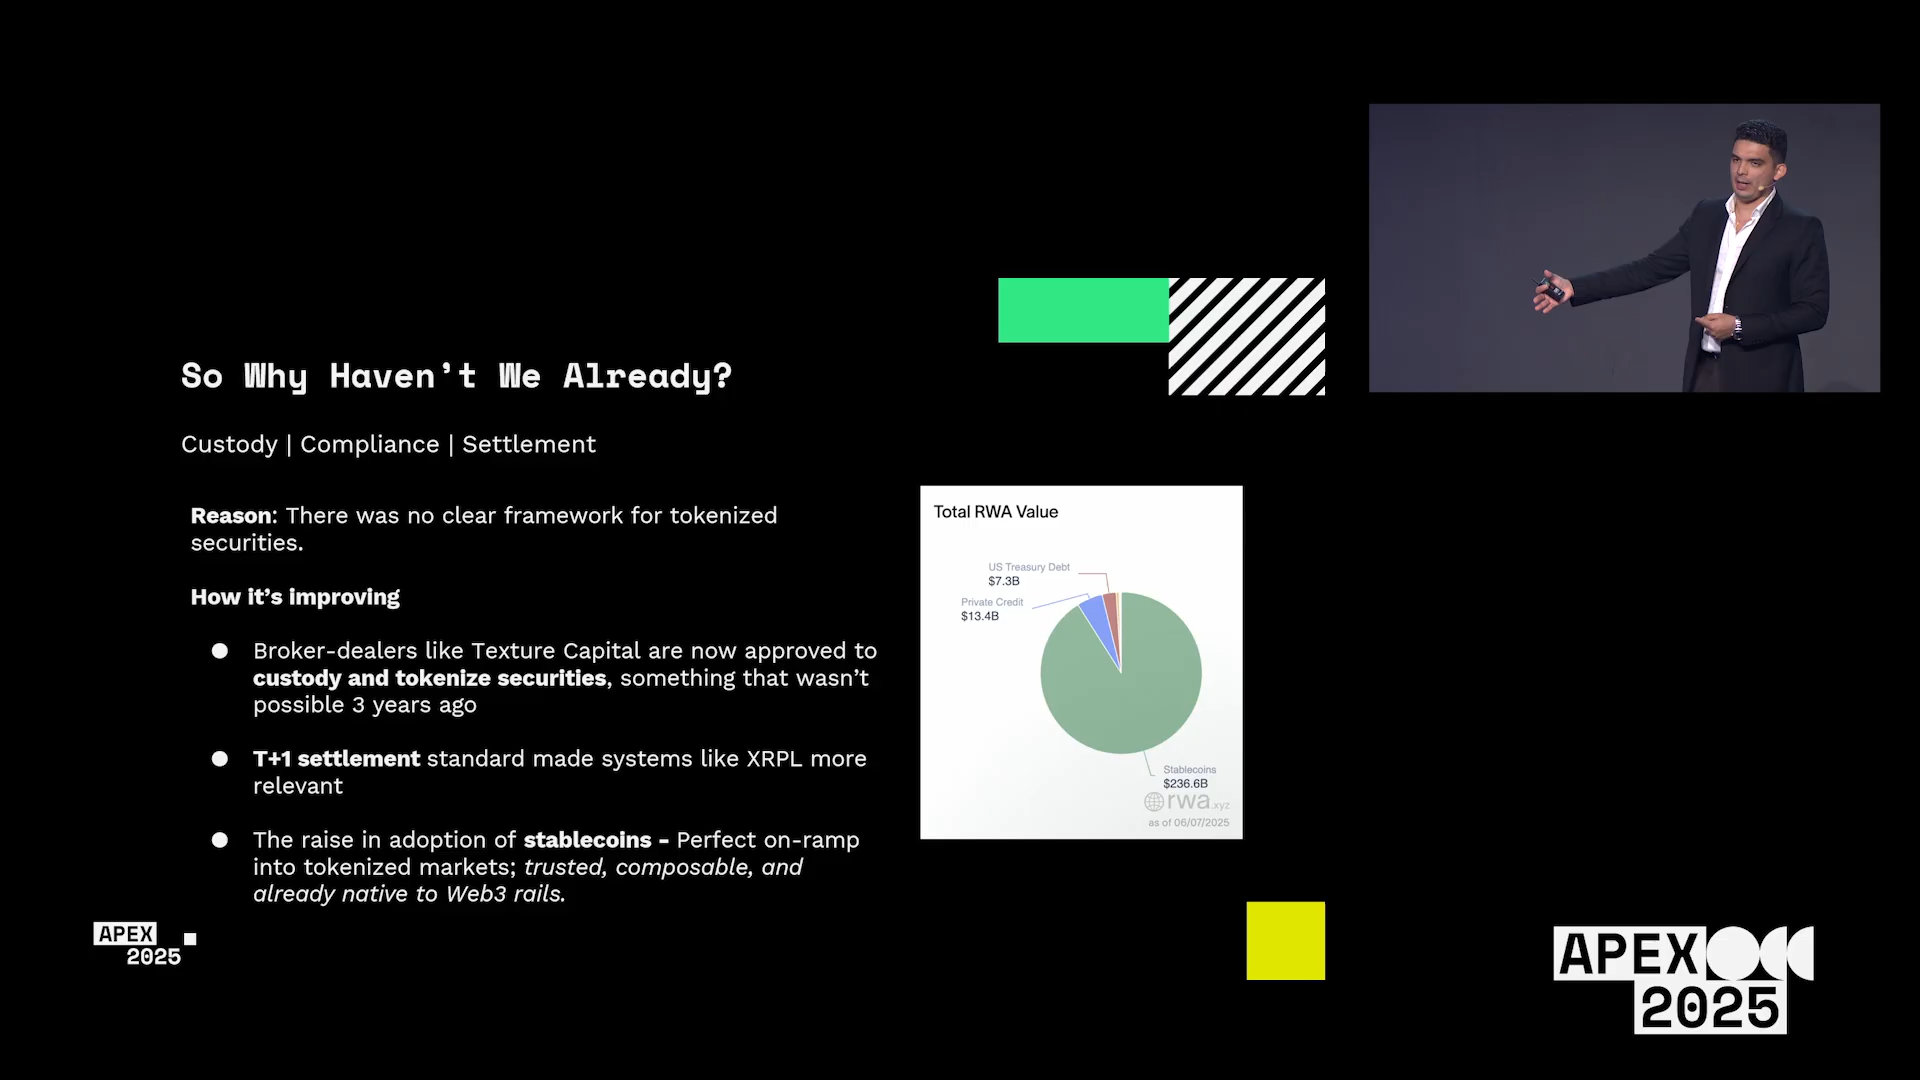 So Why Haven't We Already?
Custody | Compliance | Settlement
Reason: There was no clear framework for tokenized
securities.
How it's improving
● Broker-dealers like Texture Capital are now approved to
custody and tokenize securities, something that wasn't
possible 3 years ago
● T+1 settlement standard made systems like XRPL more
relevant
● The raise in adoption of stablecoins - Perfect on-ramp
into tokenized markets; trusted, composable, and
already native to Web3 rails.
Total RWA Value
US Treasury Debt
$7.3B
Private Credit
$13.4B
Stablecoins
$236.6B
rwa.xyz
as of 06/07/2025
APEX
2025
APEX
2025